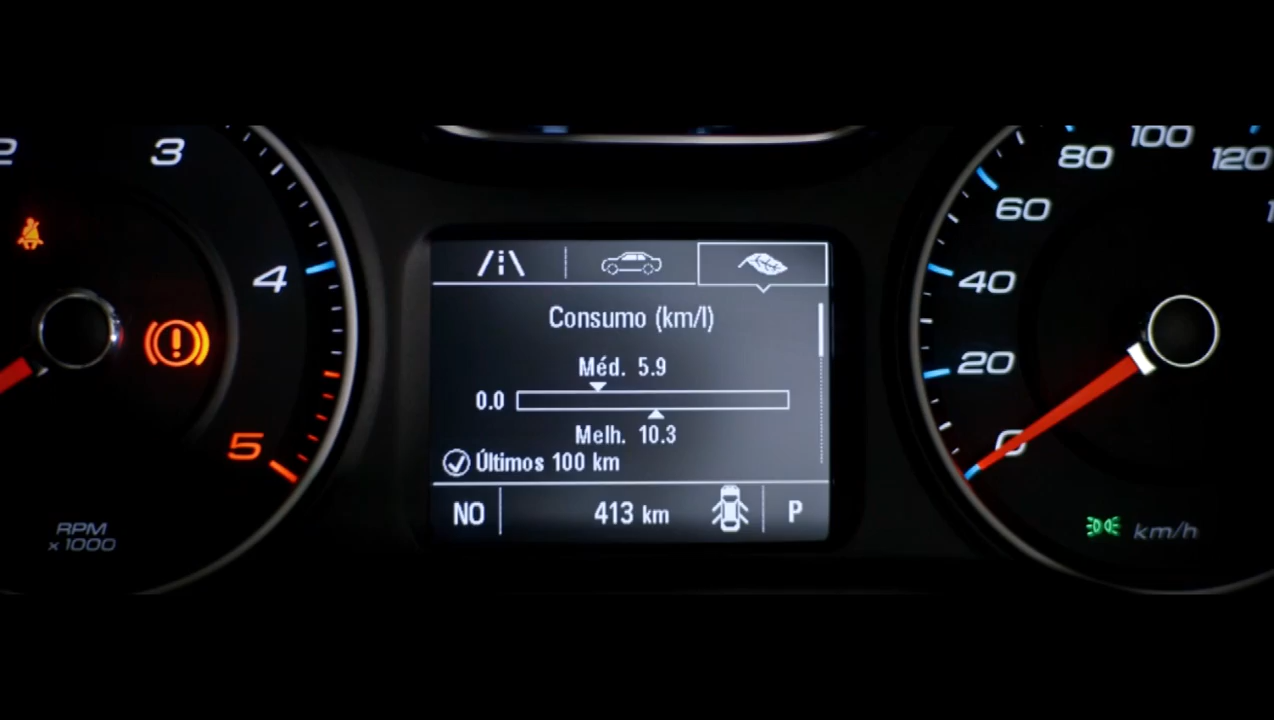 2
3
4
5
RPM
x 1000
Consumo (km/l)
Méd. 5.9
0.0
Melh. 10.3
Últimos 100 km
NO
413 km
P
0
20
40
60
80
100
120
km/h